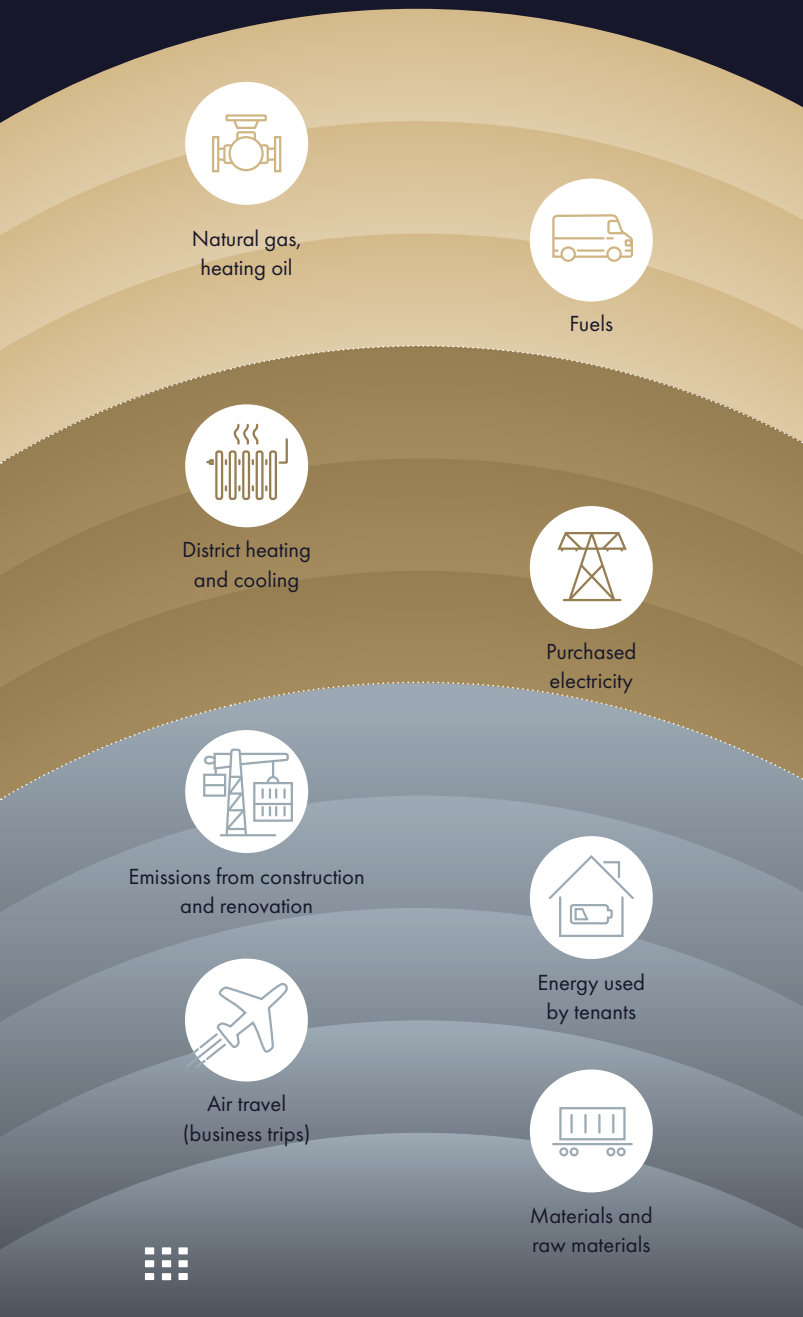 Natural gas,
heating oil
Fuels
District heating
and cooling
Purchased
electricity
Emissions from construction
and renovation
Energy used
by tenants
Air travel
(business trips)
Materials and
raw materials